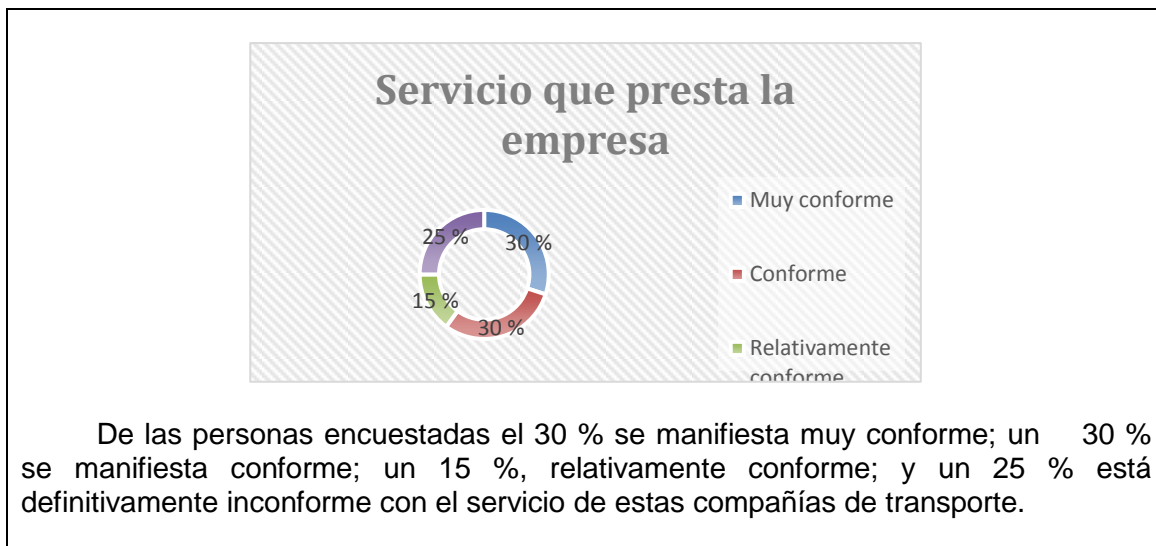 Servicio que presta la
empresa
25 %
30 %
15 %
30 %
Muy conforme
Conforme
Relativamente
conforme
De las personas encuestadas el 30 % se manifiesta muy conforme; un 30 %
se manifiesta conforme; un 15 %, relativamente conforme; y un 25 % está
definitivamente inconforme con el servicio de estas compañías de transporte.